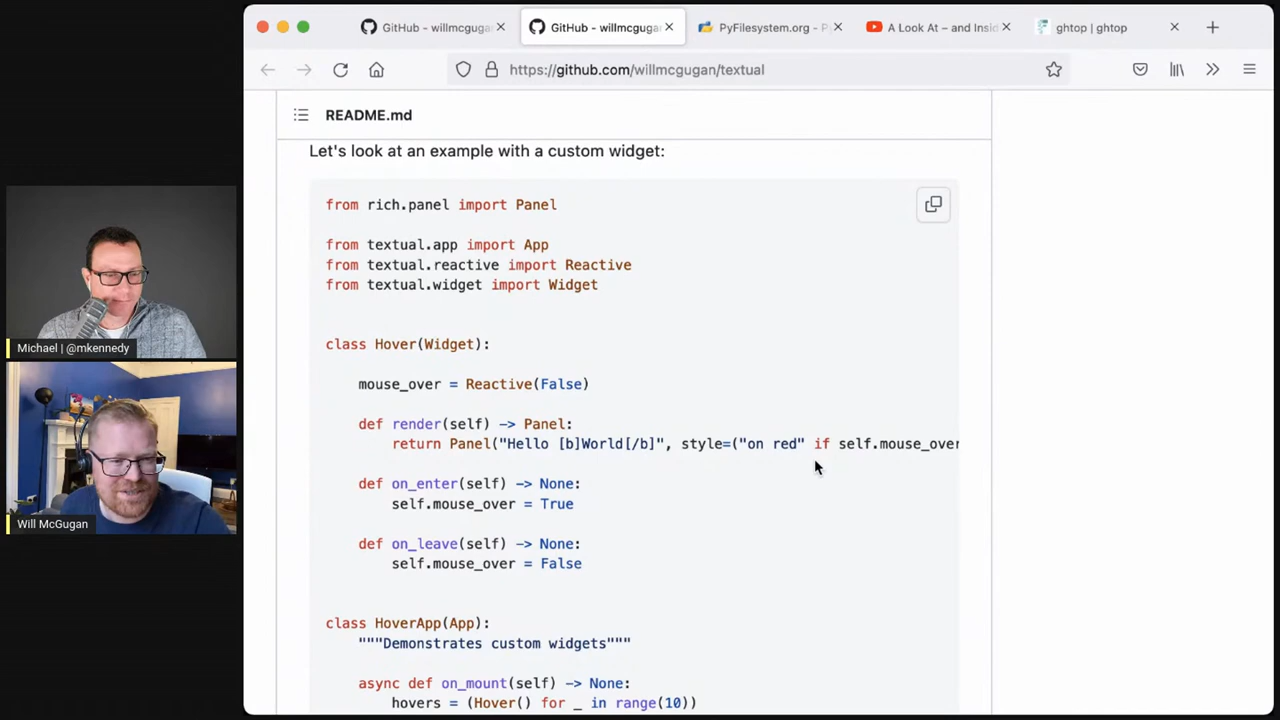 GitHub - willmcgugan
GitHub - willmcgugan/
PyFilesystem.org - P
A Look At – and Insid
ghtop | ghtop
https://github.com/willmcgugan/textual
README.md
Let's look at an example with a custom widget:
from rich.panel import Panel
from textual.app import App
from textual.reactive import Reactive
from textual.widget import Widget
class Hover(Widget):
mouse_over = Reactive(False)
def render(self) -> Panel:
return Panel("Hello [b]World[/b]", style=("on red" if self.mouse_over
def on_enter(self) -> None:
self.mouse_over = True
def on_leave(self) -> None:
self.mouse_over = False
class HoverApp(App):
"""Demonstrates custom widgets"""
async def on_mount(self) -> None:
hovers = (Hover() for _ in range(10))
Michael | @mkennedy
Will McGugan